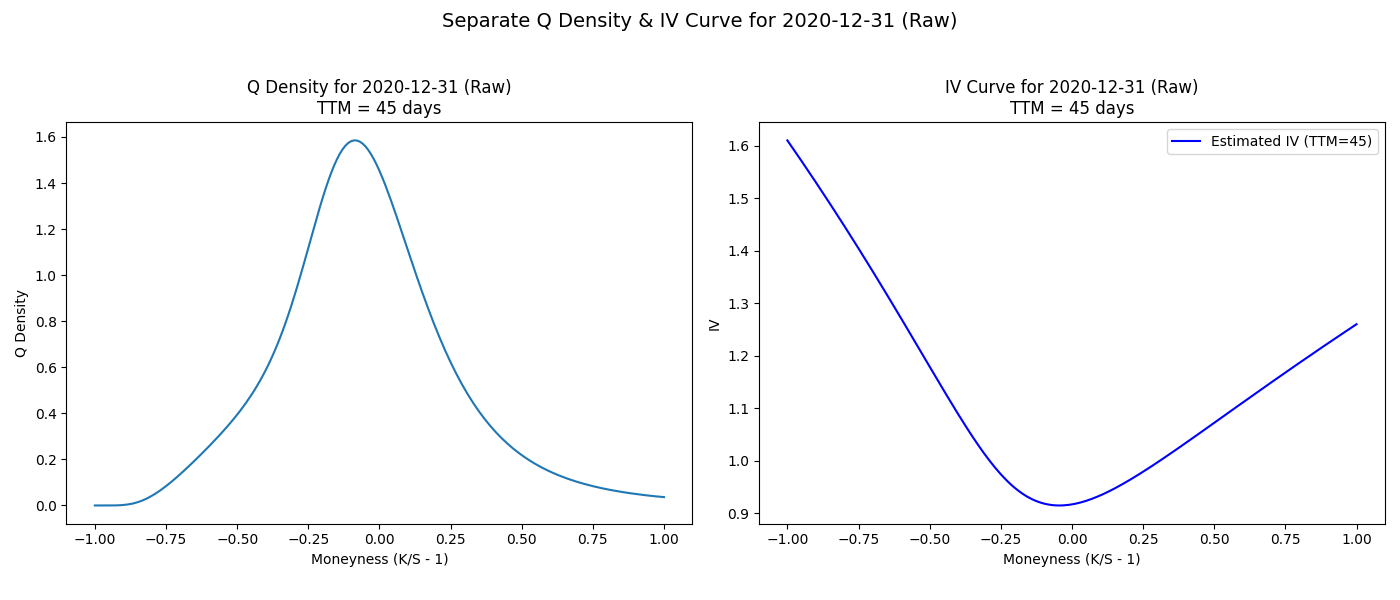 Separate Q Density & IV Curve for 2020-12-31 (Raw)
Q Density for 2020-12-31 (Raw)
TTM = 45 days
Q Density
1.6
1.4
1.2
1.0
0.8
0.6
0.4
0.2
0.0
−1.00 −0.75 −0.50 −0.25 0.00 0.25 0.50 0.75 1.00
Moneyness (K/S - 1)
IV Curve for 2020-12-31 (Raw)
TTM = 45 days
Estimated IV (TTM=45)
IV
1.6
1.5
1.4
1.3
1.2
1.1
1.0
0.9
−1.00 −0.75 −0.50 −0.25 0.00 0.25 0.50 0.75 1.00
Moneyness (K/S - 1)